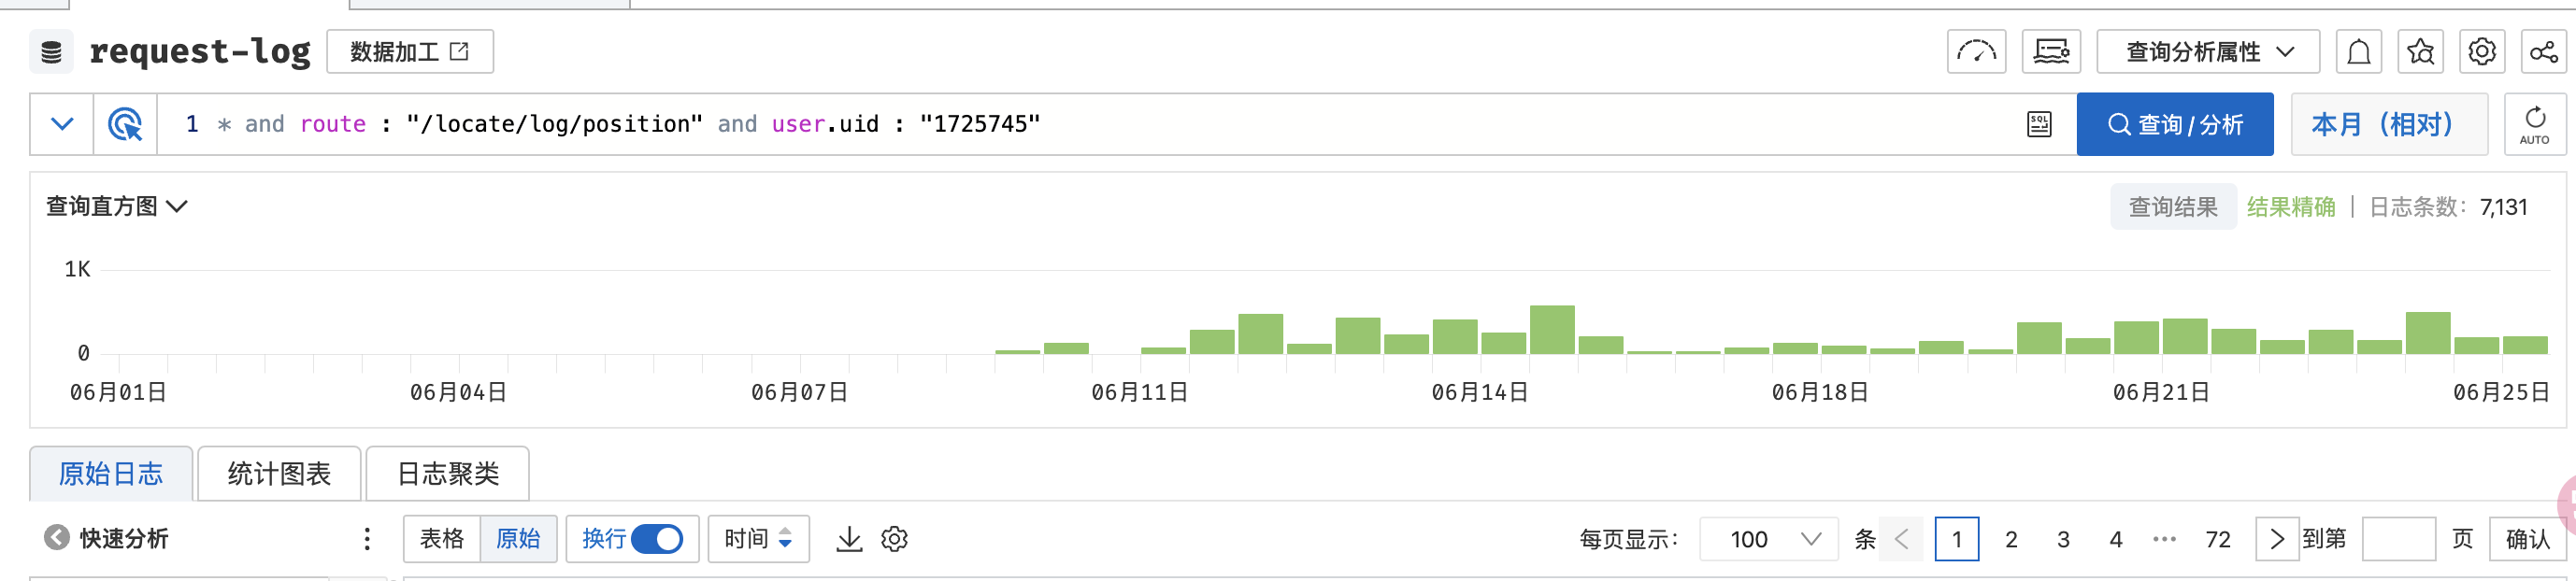 request-log 数据加工 查询分析属性
1 * and route : "/locate/log/position" and user.uid : "1725745" SQL 查询 / 分析 本月（相对） AUTO
查询直方图 查询结果 结果精确 | 日志条数： 7,131
1K
0
06月01日 06月04日 06月07日 06月11日 06月14日 06月18日 06月21日 06月25日
原始日志 统计图表 日志聚类
快速分析 表格 原始 换行 时间 每页显示： 100 条 1 2 3 4 ··· 72 到第 页 确认